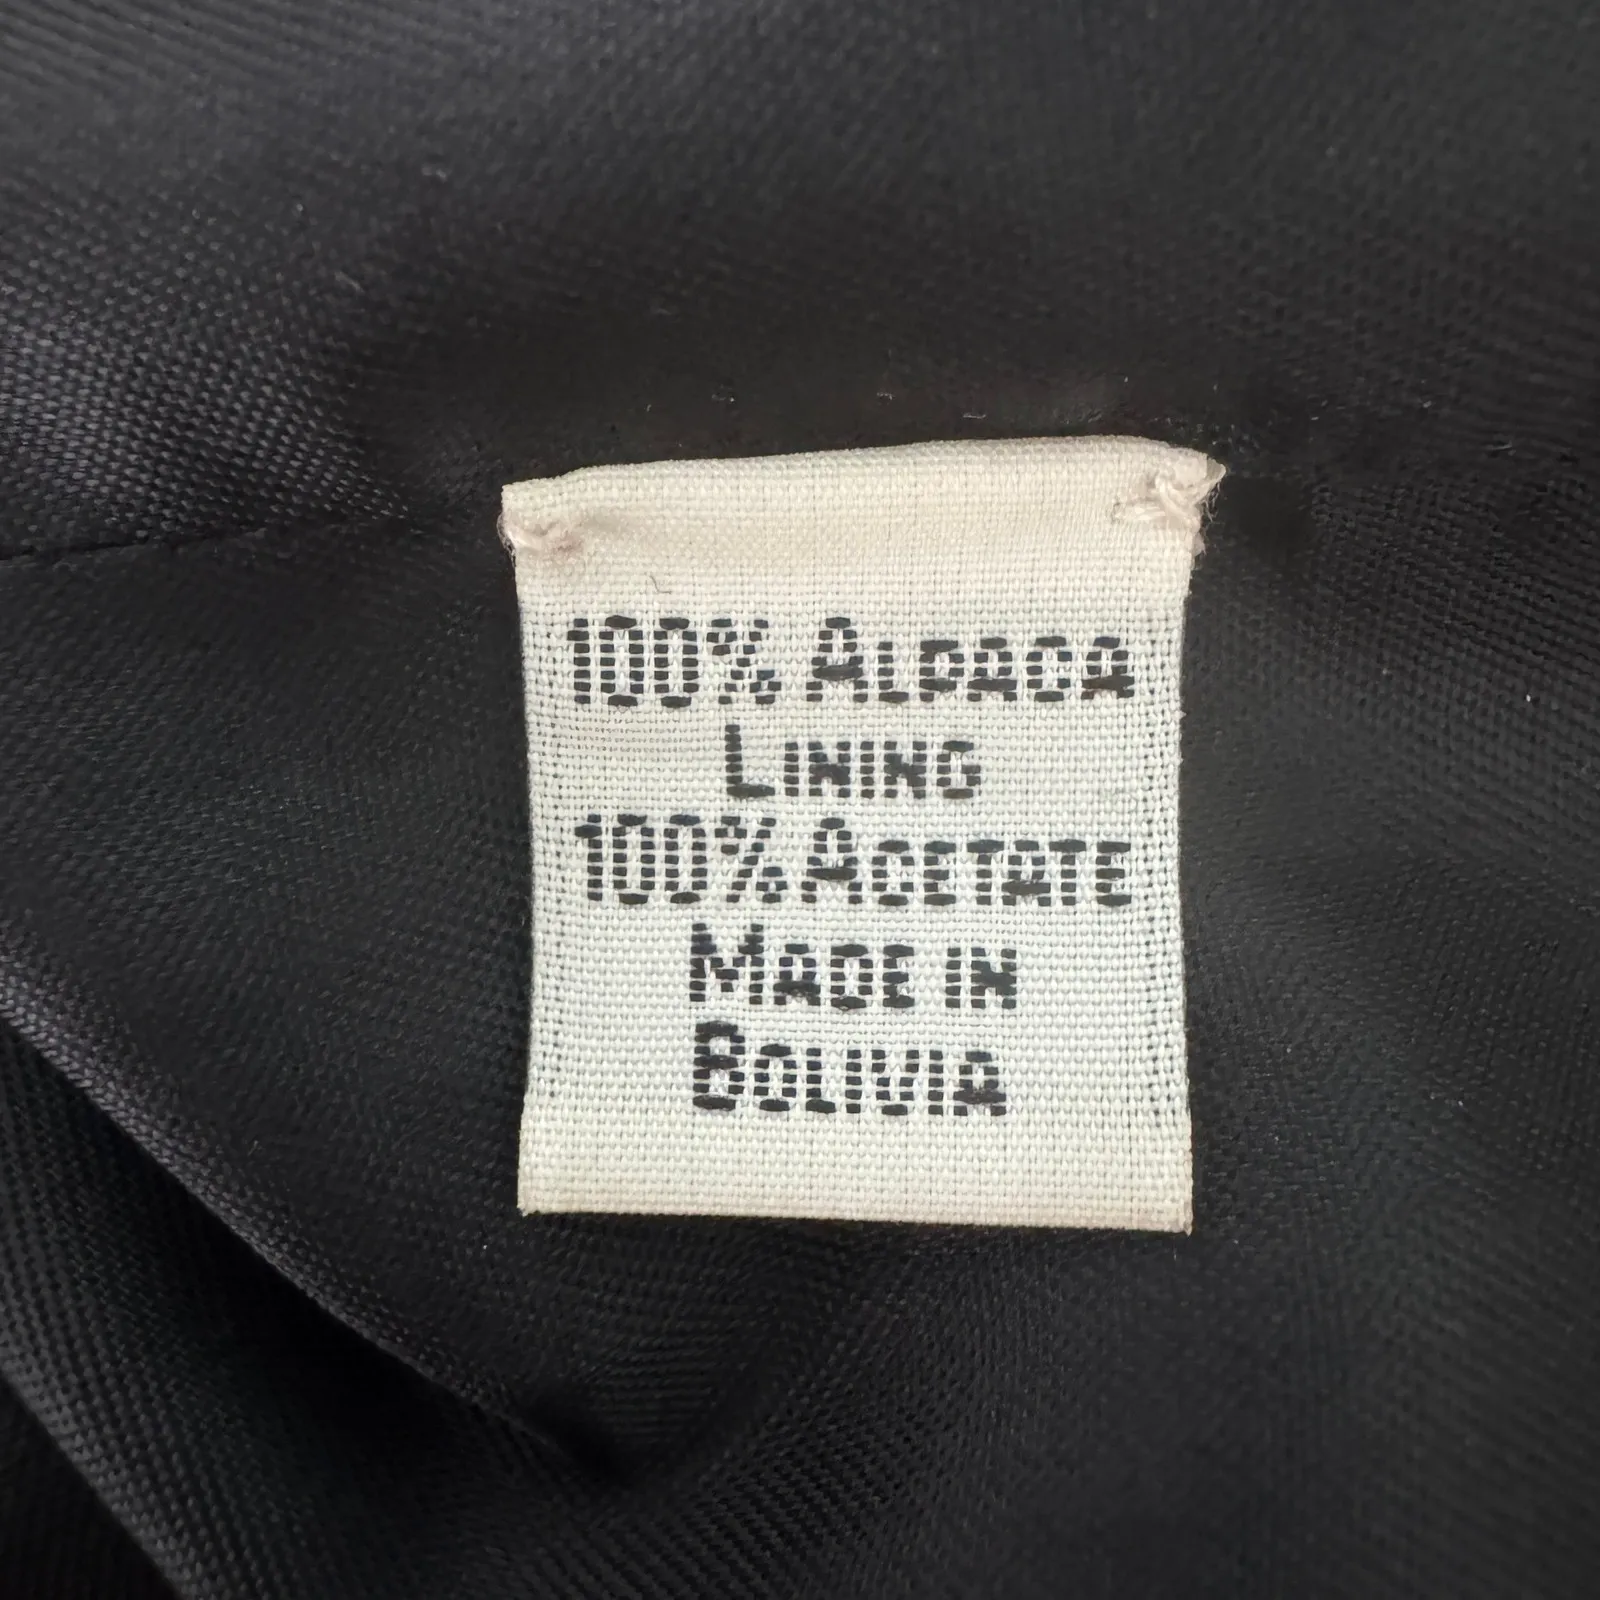 100% ALPACA
LINING
100% ACETATE
MADE IN
BOLIVIA